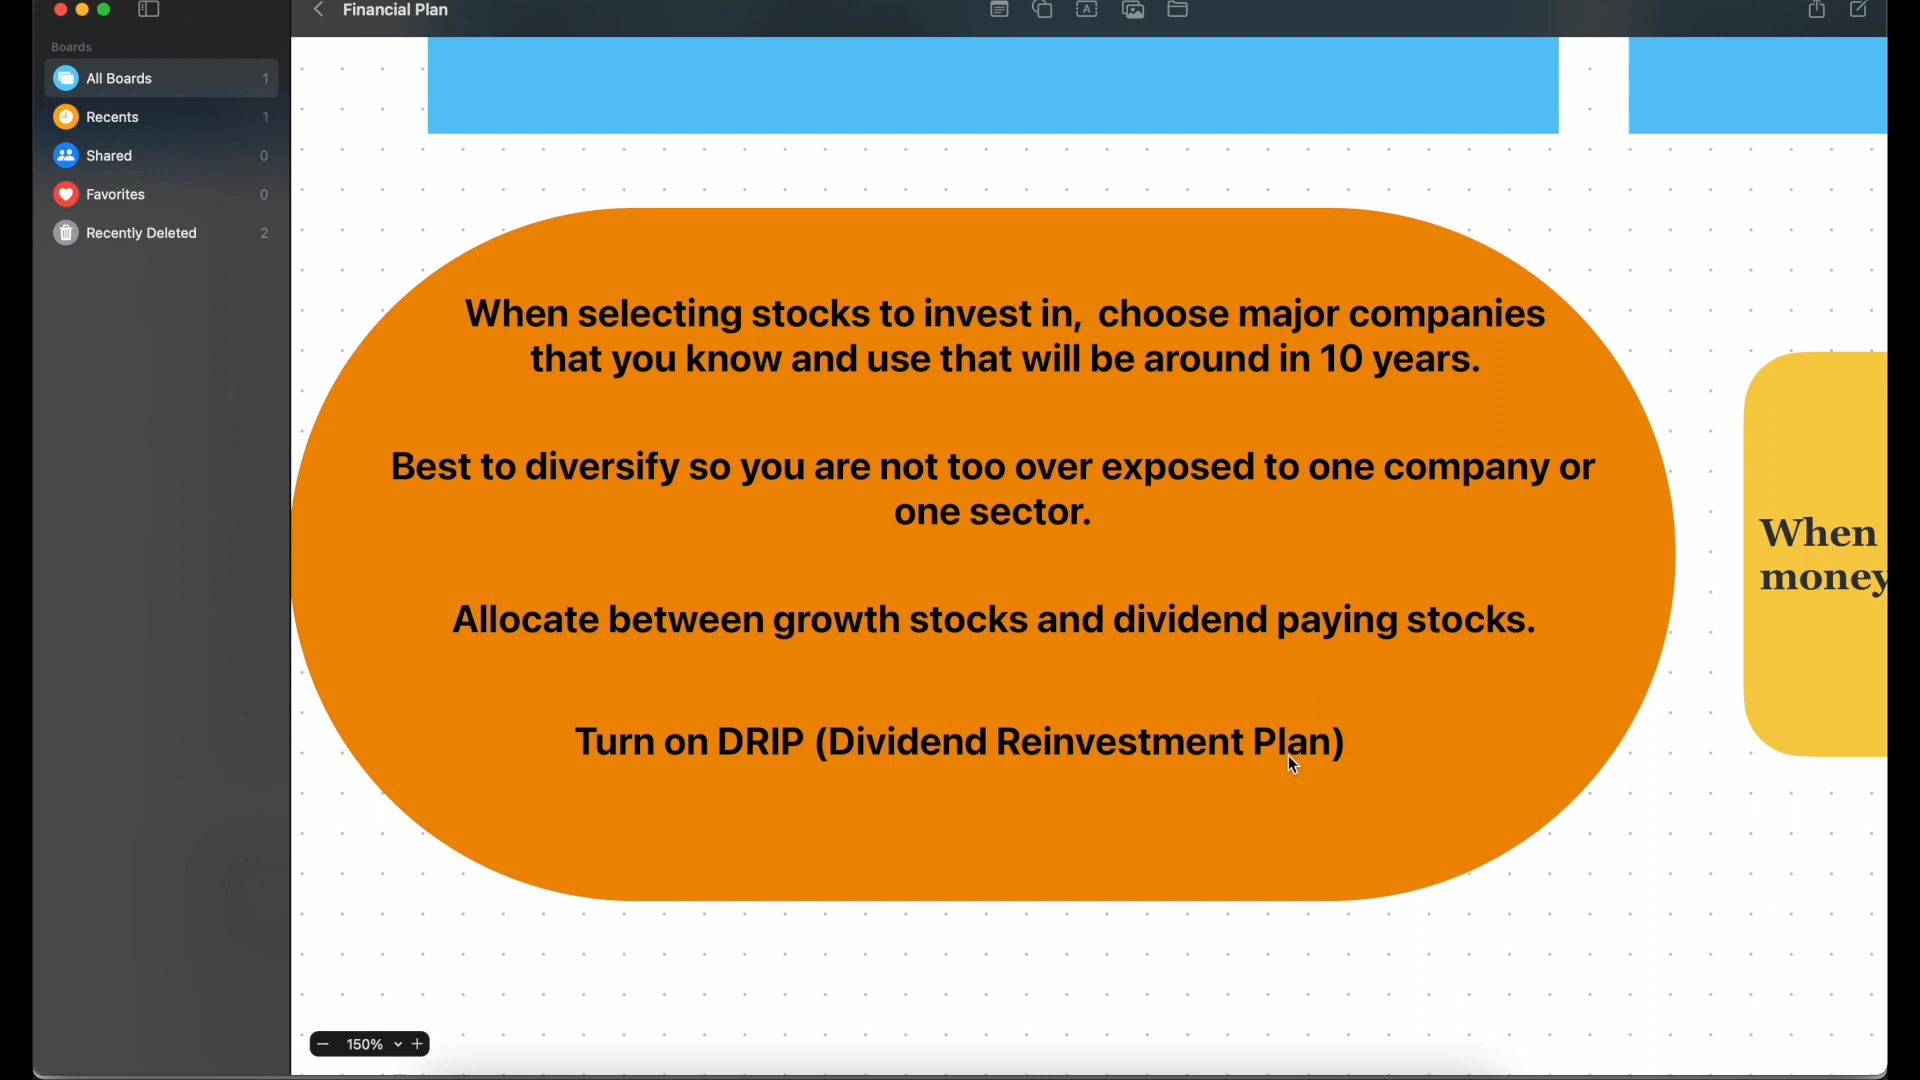 Financial Plan
Boards
All Boards 1
Recents 1
Shared 0
Favorites 0
Recently Deleted 2
When selecting stocks to invest in, choose major companies
that you know and use that will be around in 10 years.
Best to diversify so you are not too over exposed to one company or
one sector.
Allocate between growth stocks and dividend paying stocks.
Turn on DRIP (Dividend Reinvestment Plan)
When
money
150%